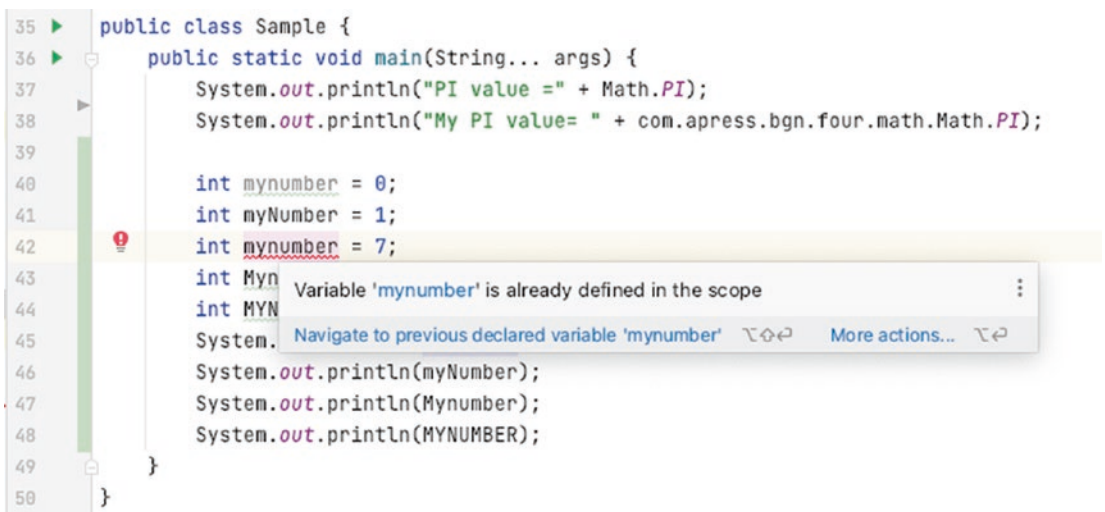 35 public class Sample {
36 public static void main(String... args) {
37 System.out.println("PI value =" + Math.PI);
38 System.out.println("My PI value= " + com.apress.bgn.four.math.Math.PI);
39
40 int mynumber = 0;
41 int myNumber = 1;
42 int mynumber = 7;
43 int Myn
Variable 'mynumber' is already defined in the scope
44 int MYN
Navigate to previous declared variable 'mynumber' ⌥⇧⏎ More actions... ⌥⏎
45 System.
46 System.out.println(myNumber);
47 System.out.println(Mynumber);
48 System.out.println(MYNUMBER);
49 }
50 }